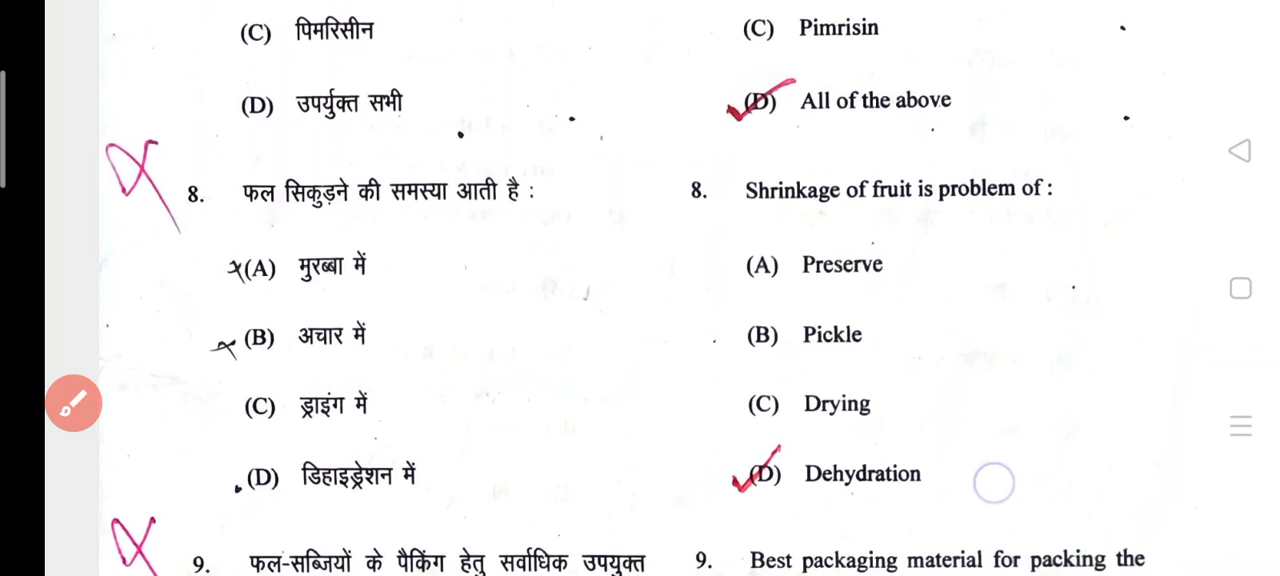 (C) पिमरिसीन
(D) उपर्युक्त सभी
8. फल सिकुड़ने की समस्या आती है :
(A) मुरब्बा में
(B) अचार में
(C) ड्राइंग में
(D) डिहाइड्रेशन में
9. फल-सब्जियों के पैकिंग हेतु सर्वाधिक उपयुक्त
(C) Pimrisin
(D) All of the above
8. Shrinkage of fruit is problem of :
(A) Preserve
(B) Pickle
(C) Drying
(D) Dehydration
9. Best packaging material for packing the